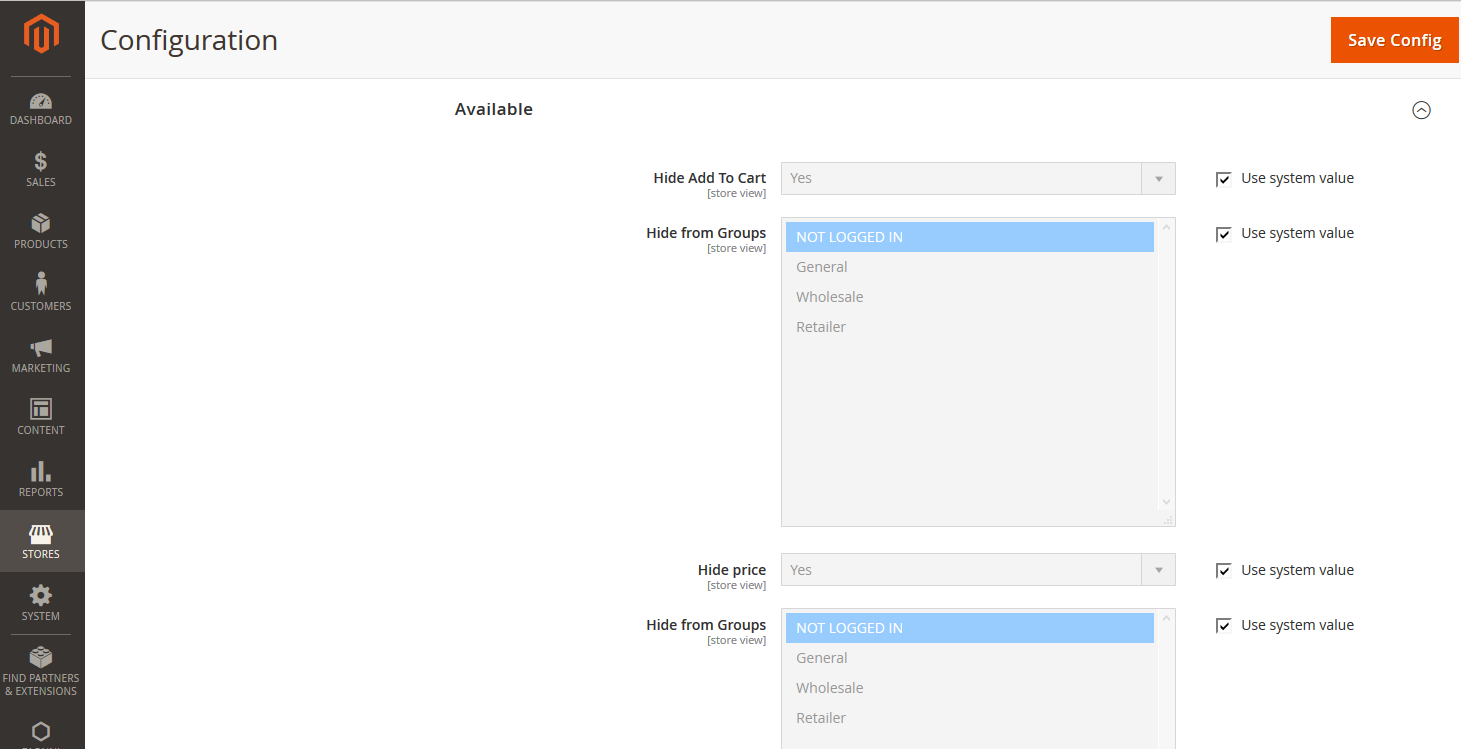 Configuration
Save Config
DASHBOARD
SALES
PRODUCTS
CUSTOMERS
MARKETING
CONTENT
REPORTS
STORES
SYSTEM
FIND PARTNERS
& EXTENSIONS
Available
Hide Add To Cart
[store view]
Yes
Use system value
Hide from Groups
[store view]
NOT LOGGED IN
General
Wholesale
Retailer
Use system value
Hide price
[store view]
Yes
Use system value
Hide from Groups
[store view]
NOT LOGGED IN
General
Wholesale
Retailer
Use system value